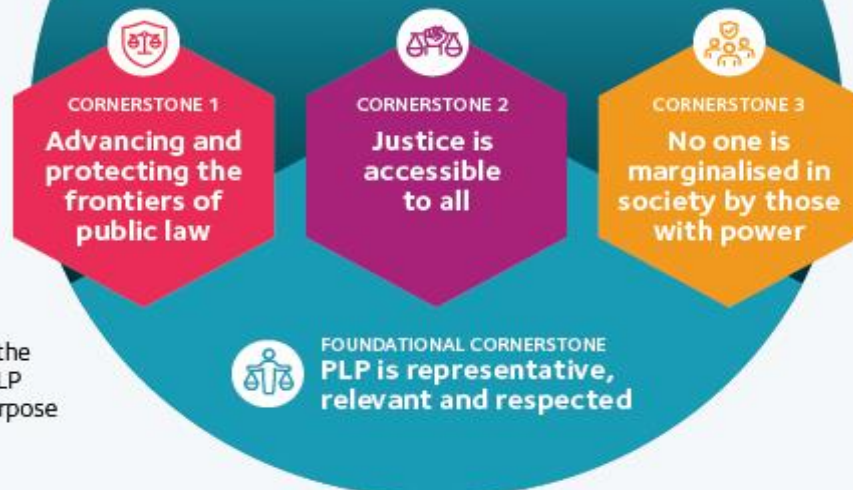 CORNERSTONE 1
Advancing and
protecting the
frontiers of
public law
CORNERSTONE 2
Justice is
accessible
to all
CORNERSTONE 3
No one is
marginalised in
society by those
with power
the
LP
rpose
FOUNDATIONAL CORNERSTONE
PLP is representative,
relevant and respected